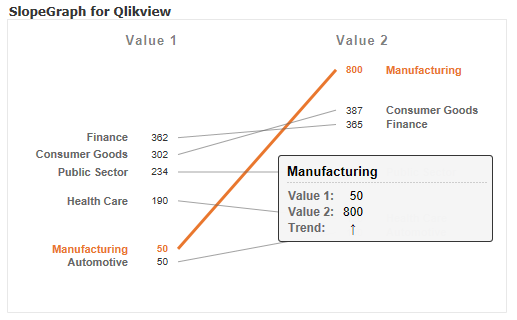 SlopeGraph for Qlikview
Value 1 Value 2
800 Manufacturing
387 Consumer Goods
365 Finance
Finance 362
Consumer Goods 302
Public Sector 234
Health Care 190
Manufacturing 50
Automotive 50
Manufacturing
Value 1: 50
Value 2: 800
Trend: ↑